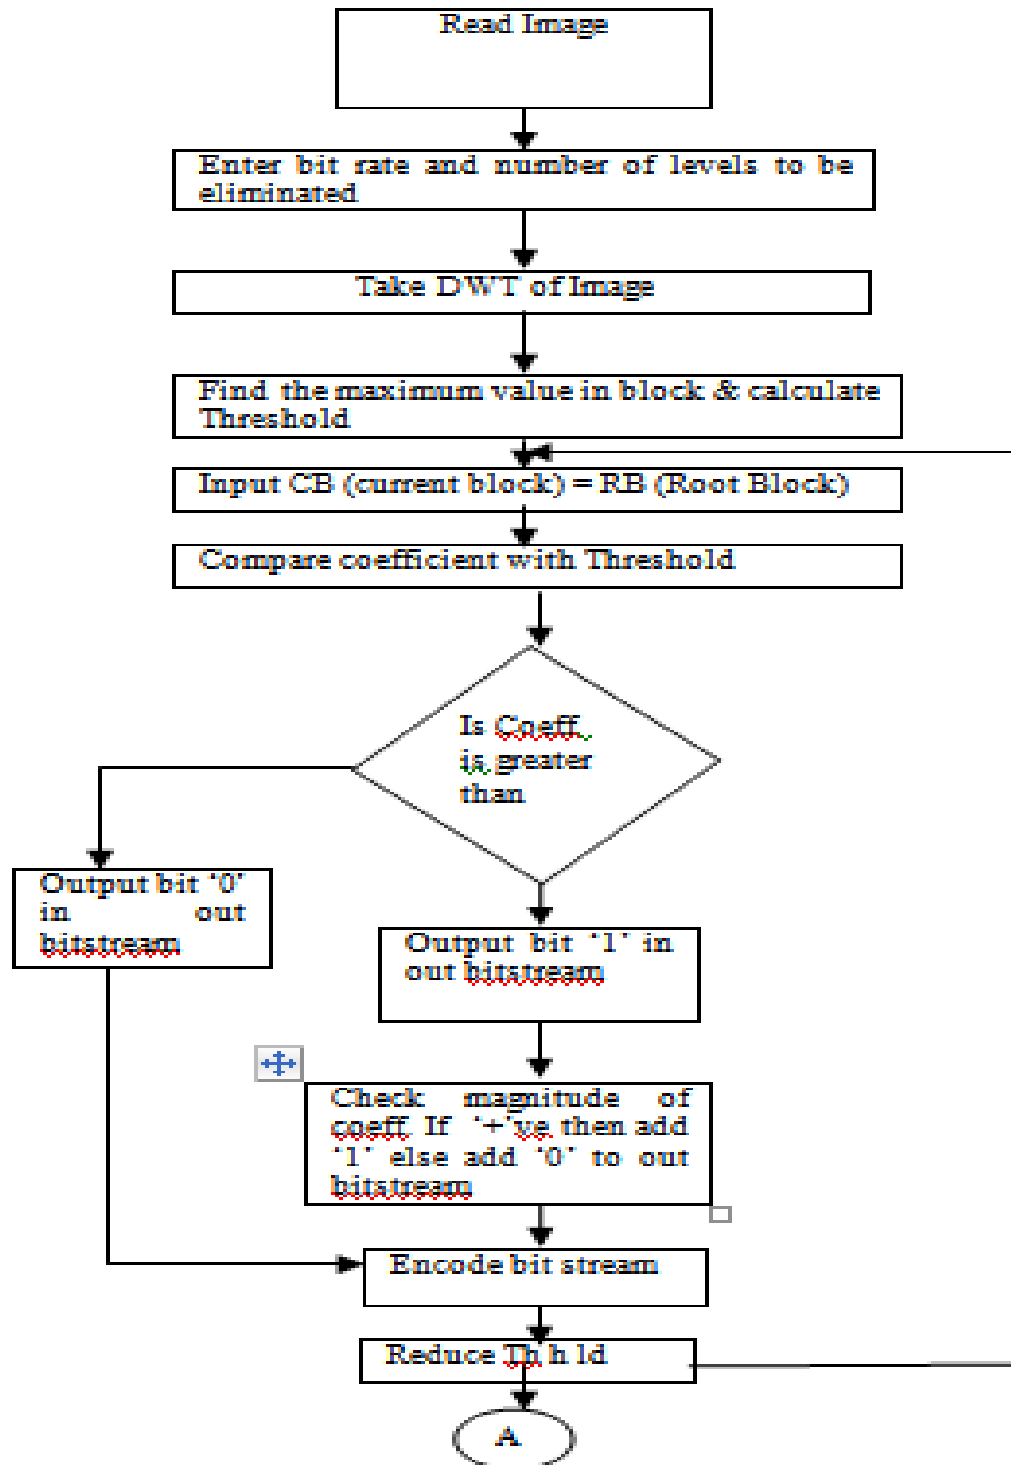 Read Image
Enter bit rate and number of levels to be
eliminated
Take DWT of Image
Find the maximum value in block & calculate
Threshold
Input CB (current block) = RB (Root Block)
Compare coefficient with Threshold
Is Coeff.
is greater
than
Output bit ‘0’
in out
bitstream
Output bit ‘1’ in
out bitstream
Check magnitude of
coeff. If ‘+’ve then add
‘1’ else add ‘0’ to out
bitstream
Encode bit stream
Reduce Th h ld
A